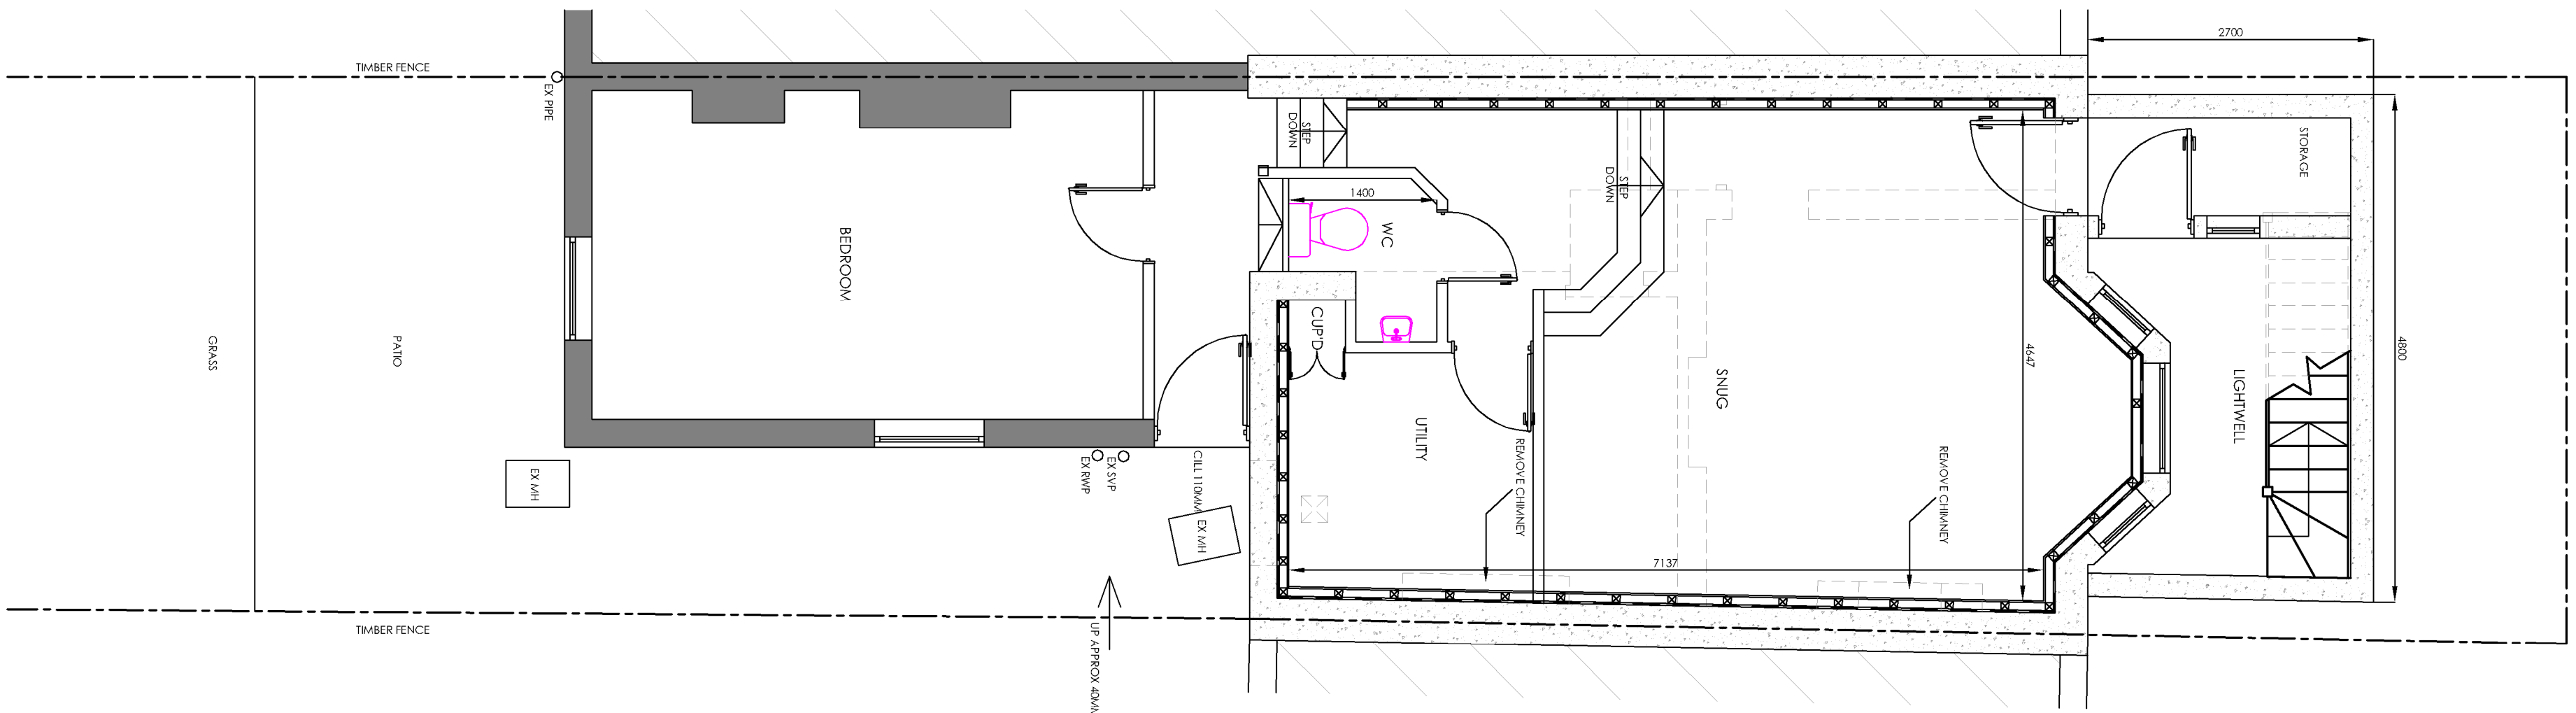 TIMBER FENCE
EX PIPE
2700
STEP
DOWN
STEP
DOWN
STORAGE
1400
WC
BEDROOM
GRASS
PATIO
CUP'D
SNUG
4647
4800
LIGHTWELL
UTILITY
REMOVE CHIMNEY
REMOVE CHIMNEY
EX MH
EX RWP
EX SVP
CILL 110MM
EX MH
7137
TIMBER FENCE
UP APPROX 40MM